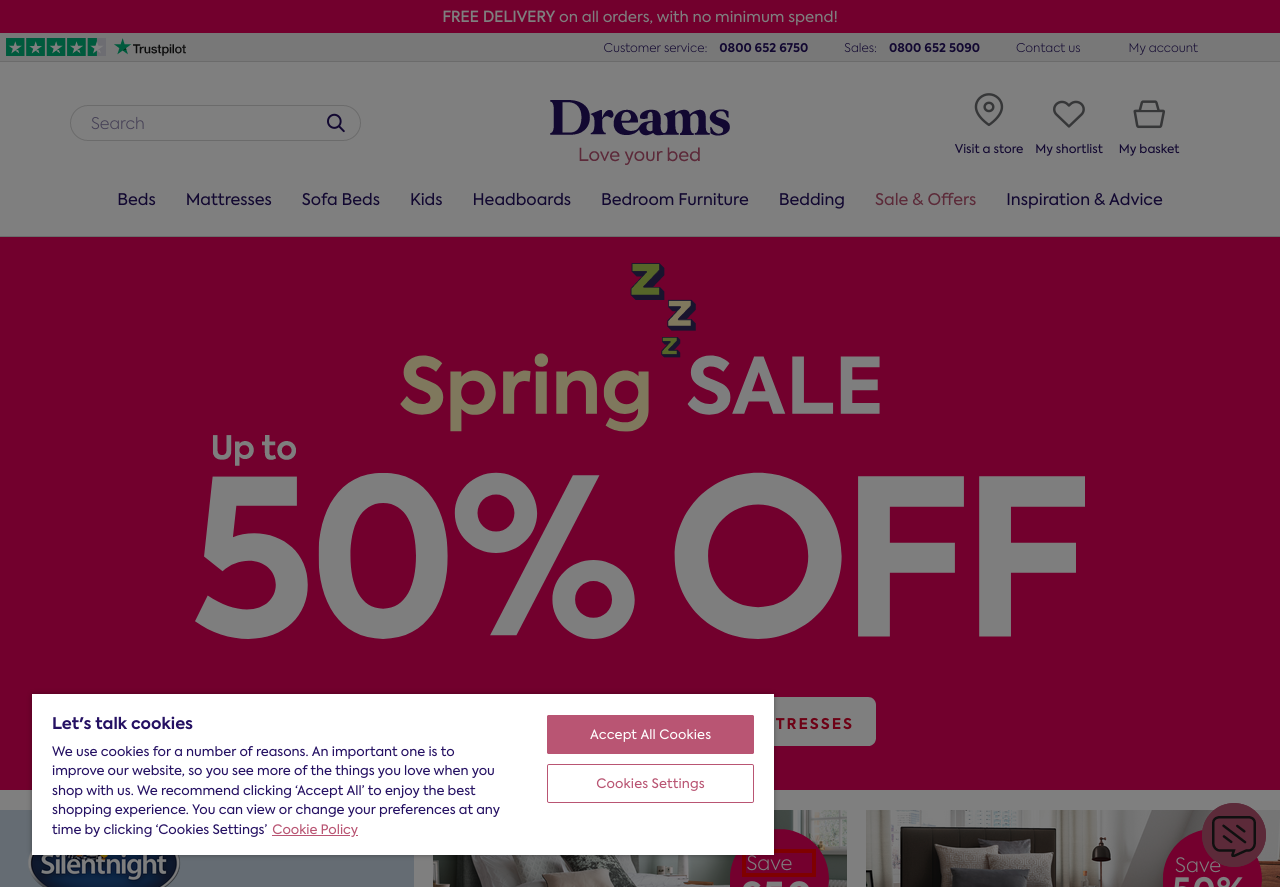 FREE DELIVERY on all orders, with no minimum spend!
Trustpilot
Customer service: 0800 652 6750 Sales: 0800 652 5090 Contact us My account
Search
Dreams
Love your bed
Visit a store My shortlist My basket
Beds Mattresses Sofa Beds Kids Headboards Bedroom Furniture Bedding Sale & Offers Inspiration & Advice
z
z
z
Spring SALE
Up to
50% OFF
TRESSES
Let's talk cookies
We use cookies for a number of reasons. An important one is to
improve our website, so you see more of the things you love when you
shop with us. We recommend clicking ‘Accept All’ to enjoy the best
shopping experience. You can view or change your preferences at any
time by clicking ‘Cookies Settings’ Cookie Policy
Accept All Cookies
Cookies Settings
Silentnight
Save
Save
50%